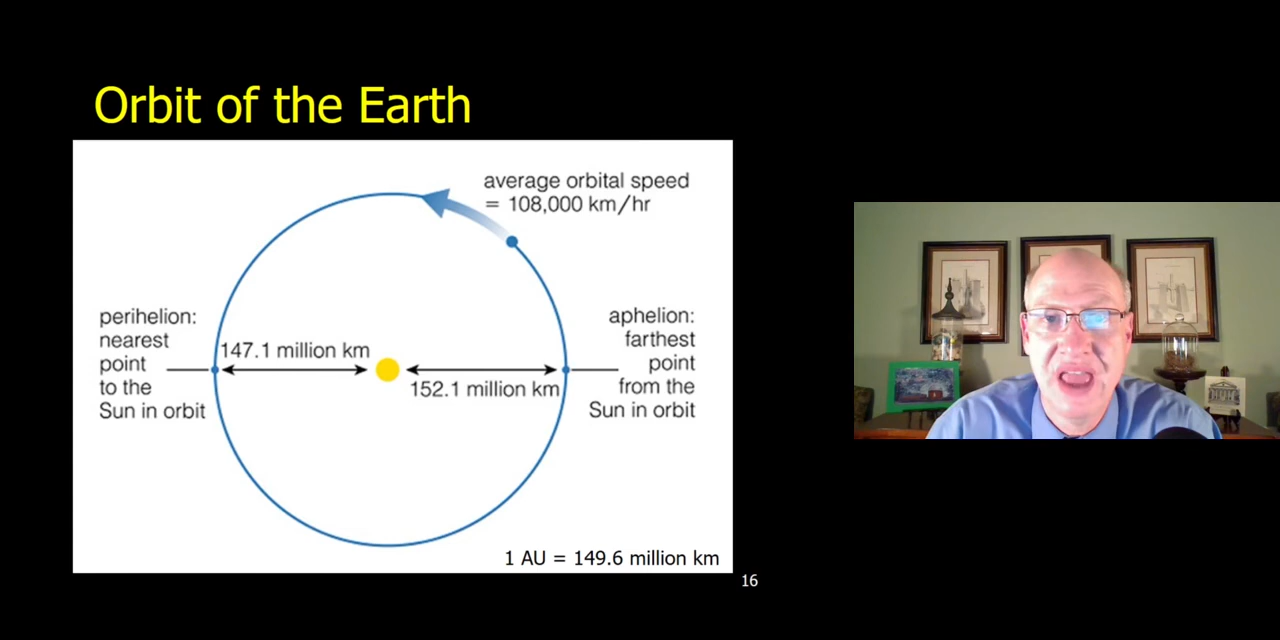 Orbit of the Earth
average orbital speed
= 108,000 km/hr
perihelion:
nearest
point
to the
Sun in orbit
147.1 million km
152.1 million km
aphelion:
farthest
point
from the
Sun in orbit
1 AU = 149.6 million km
16